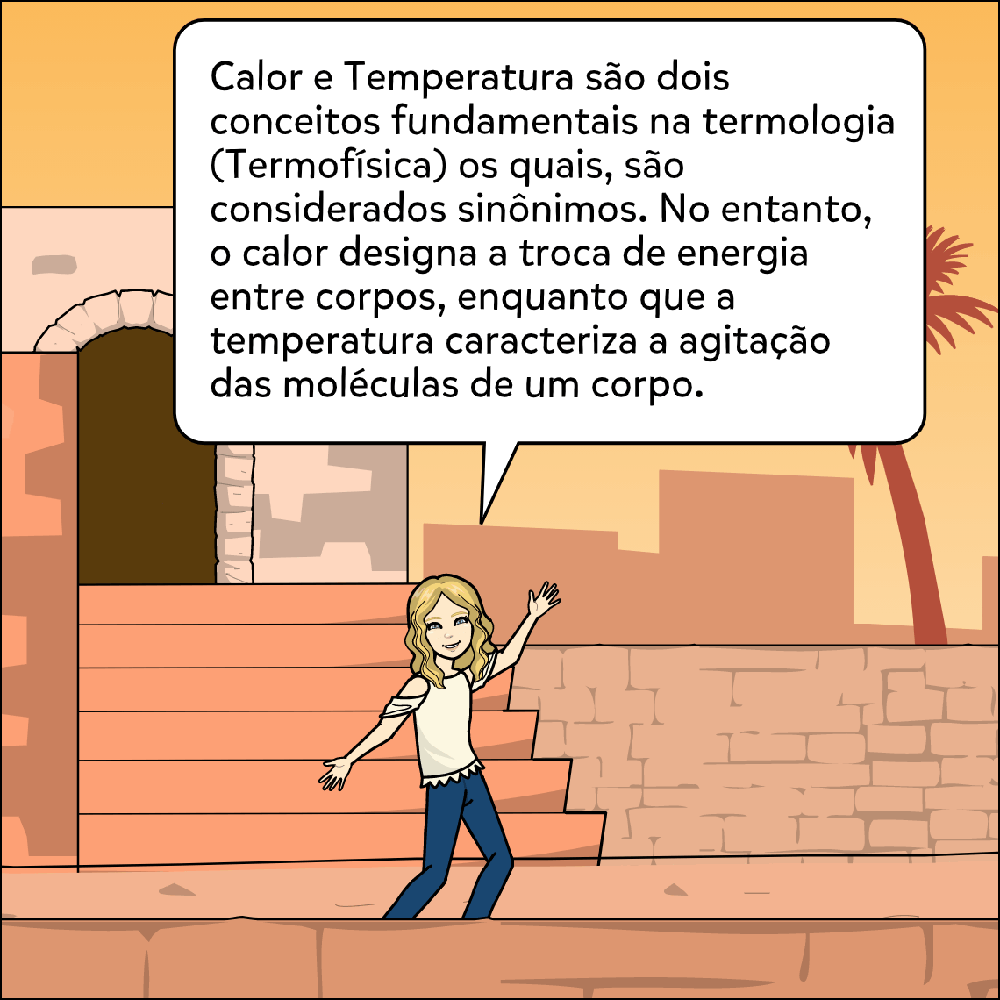 Calor e Temperatura são dois
conceitos fundamentais na termologia
(Termofísica) os quais, são
considerados sinônimos. No entanto,
o calor designa a troca de energia
entre corpos, enquanto que a
temperatura caracteriza a agitação
das moléculas de um corpo.